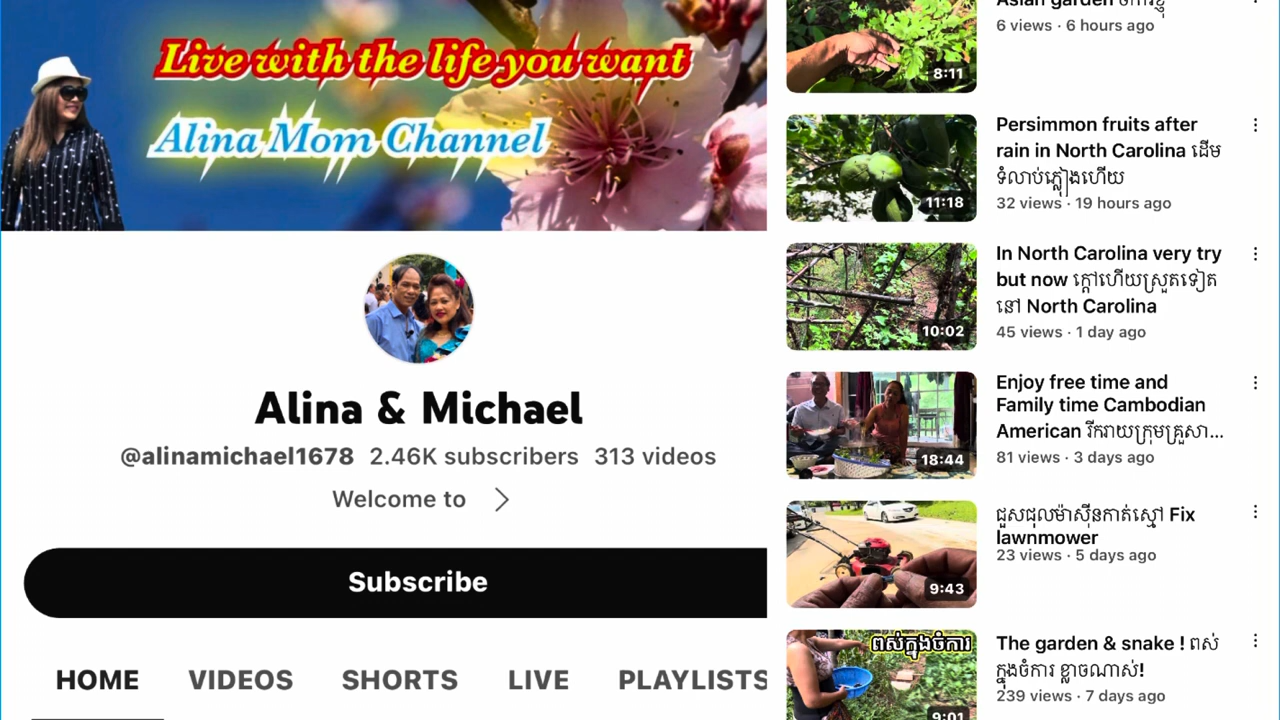 Live with the life you want
Alina Mom Channel
Alina & Michael
@alinamichael1678 2.46K subscribers 313 videos
Welcome to
Subscribe
HOME VIDEOS SHORTS LIVE PLAYLISTS
Asian garden ចំការខ្ញុំ
6 views · 6 hours ago
8:11
Persimmon fruits after
rain in North Carolina ដើម
ទំលាប់ភ្លៀងហើយ
32 views · 19 hours ago
11:18
In North Carolina very try
but now ក្តៅហើយស្រួតទៀត
នៅ North Carolina
45 views · 1 day ago
10:02
Enjoy free time and
Family time Cambodian
American រីករាយក្រុមគ្រួសា...
81 views · 3 days ago
18:44
ជួសជុលម៉ាស៊ីនកាត់ស្មៅ Fix
lawnmower
23 views · 5 days ago
9:43
ពស់ក្នុងចំការ
The garden & snake ! ពស់
ក្នុងចំការ ខ្លាចណាស់!
239 views · 7 days ago
9:01